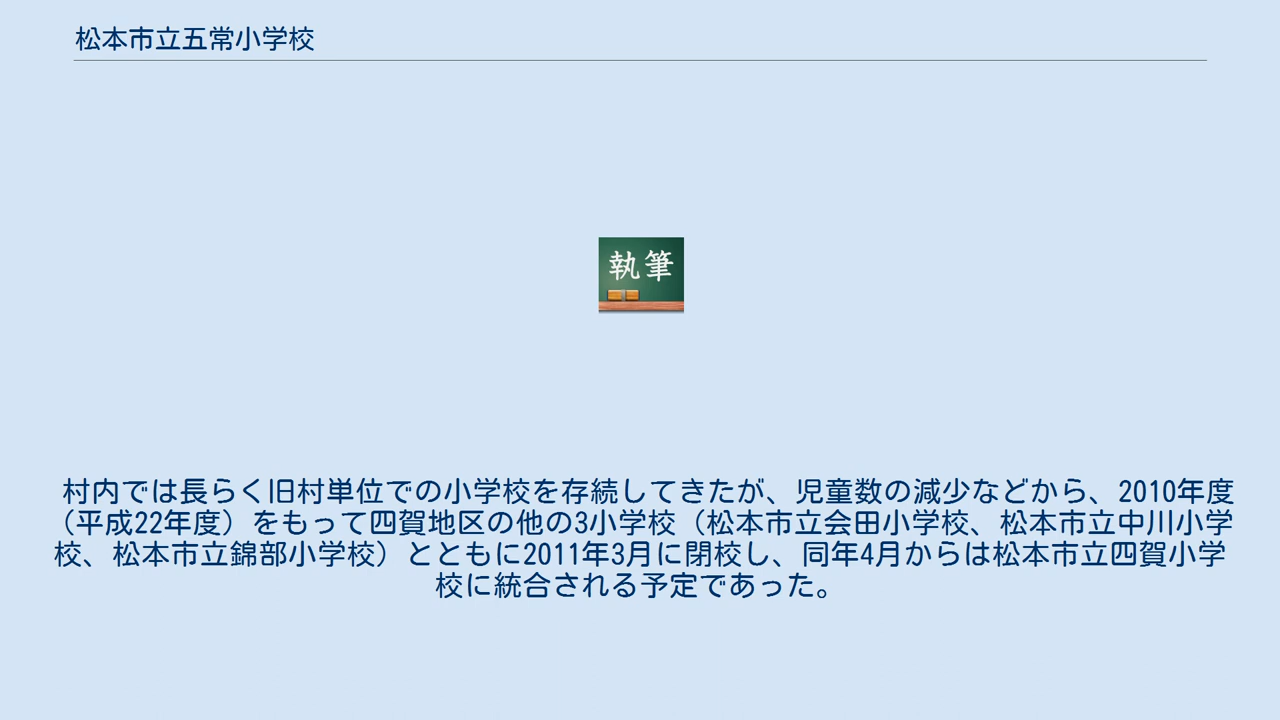 松本市立五常小学校
執筆
村内では長らく旧村単位での小学校を存続してきたが、児童数の減少などから、2010年度
（平成22年度）をもって四賀地区の他の3小学校（松本市立会田小学校、松本市立中川小学
校、松本市立錦部小学校）とともに2011年3月に閉校し、同年4月からは松本市立四賀小学
校に統合される予定であった。